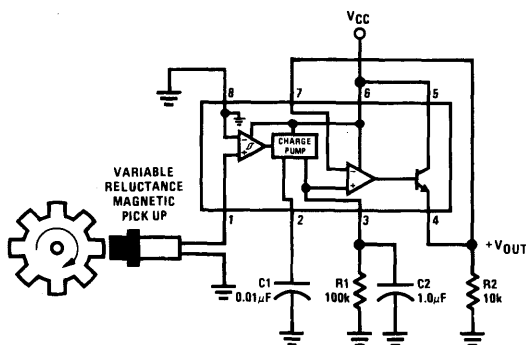 VCC
8
7
6
5
CHARGE
PUMP
VARIABLE
RELUCTANCE
MAGNETIC
PICK UP
1
2
3
4
+VOUT
C1
0.01μF
R1
100k
C2
1.0μF
R2
10k